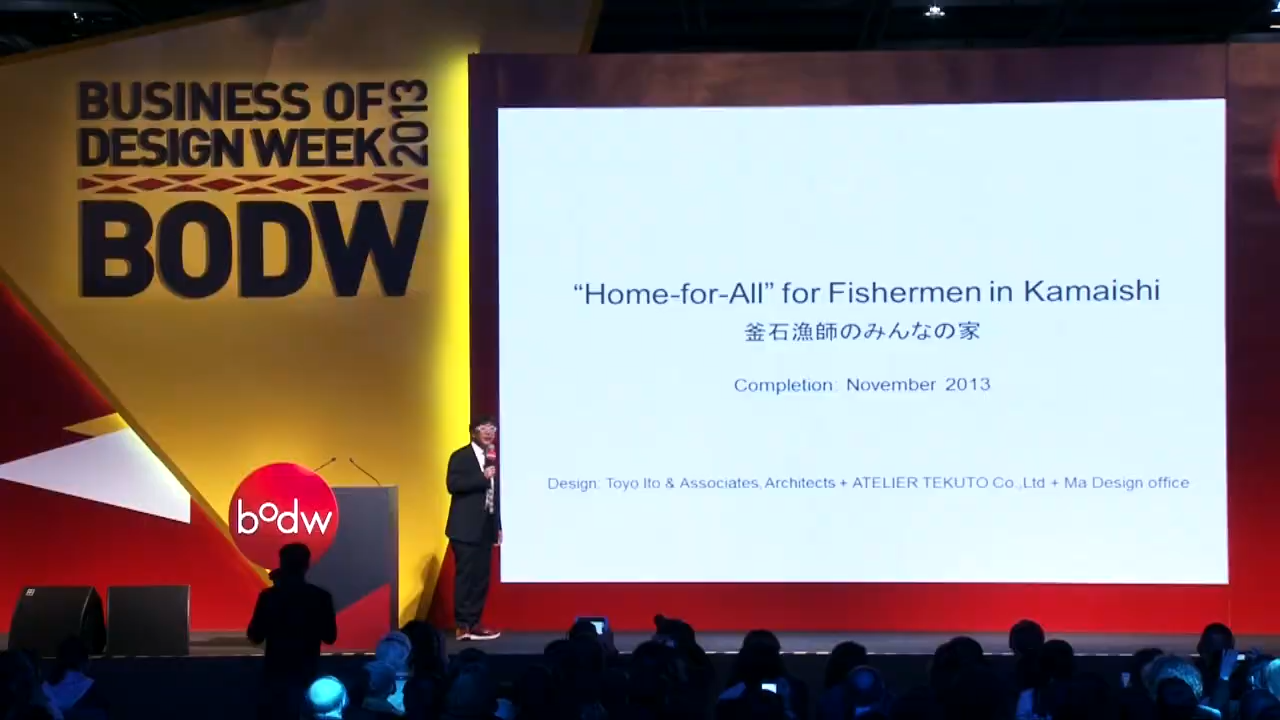 BUSINESS OF
DESIGN WEEK
2013
BODW
bodw
“Home-for-All” for Fishermen in Kamaishi
釜石漁師のみんなの家
Completion: November 2013
Design: Toyo Ito & Associates, Architects + ATELIER TEKUTO Co.,Ltd + Ma Design office